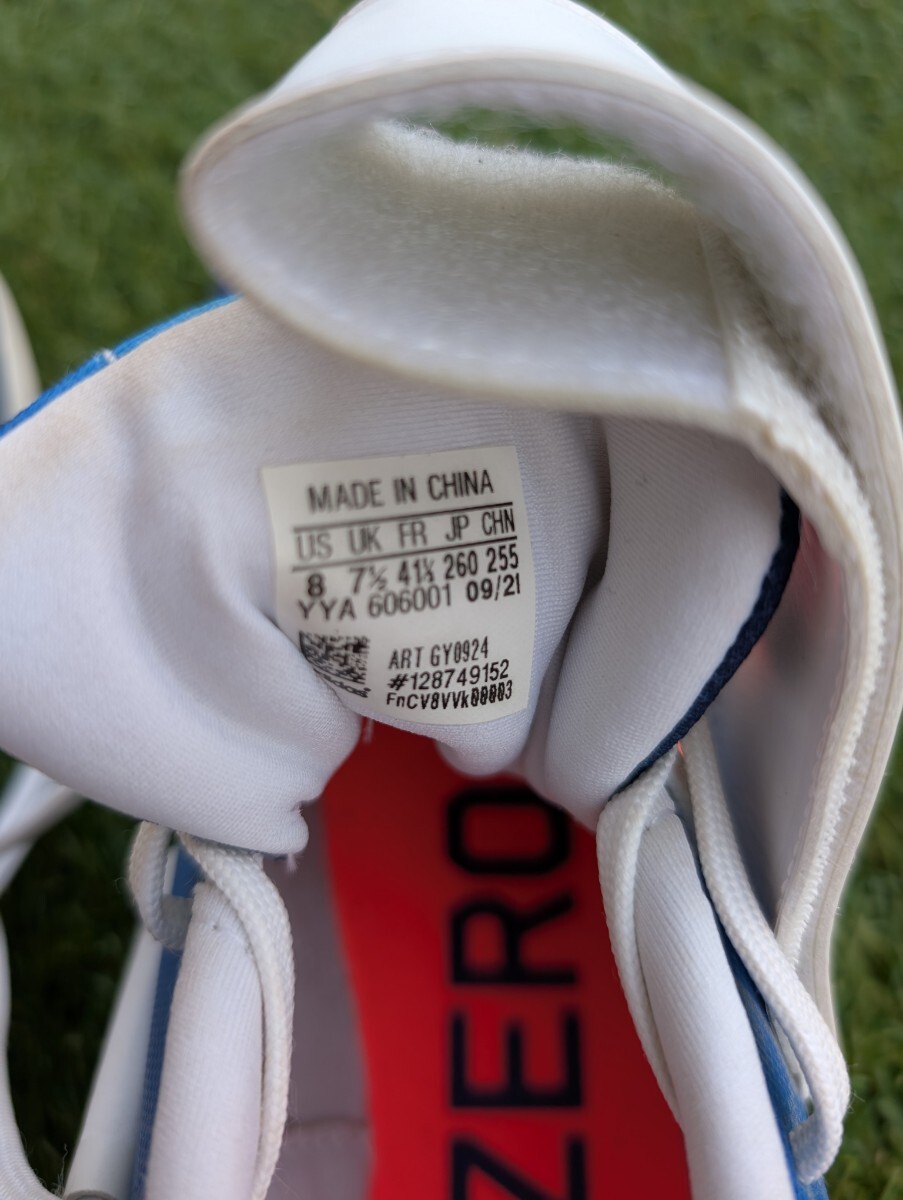 MADE IN CHINA
US UK FR JP CHN
8 7½ 41⅓ 260 255
YYA 606001 09/21
ART GY0924
#128749152
ZERO